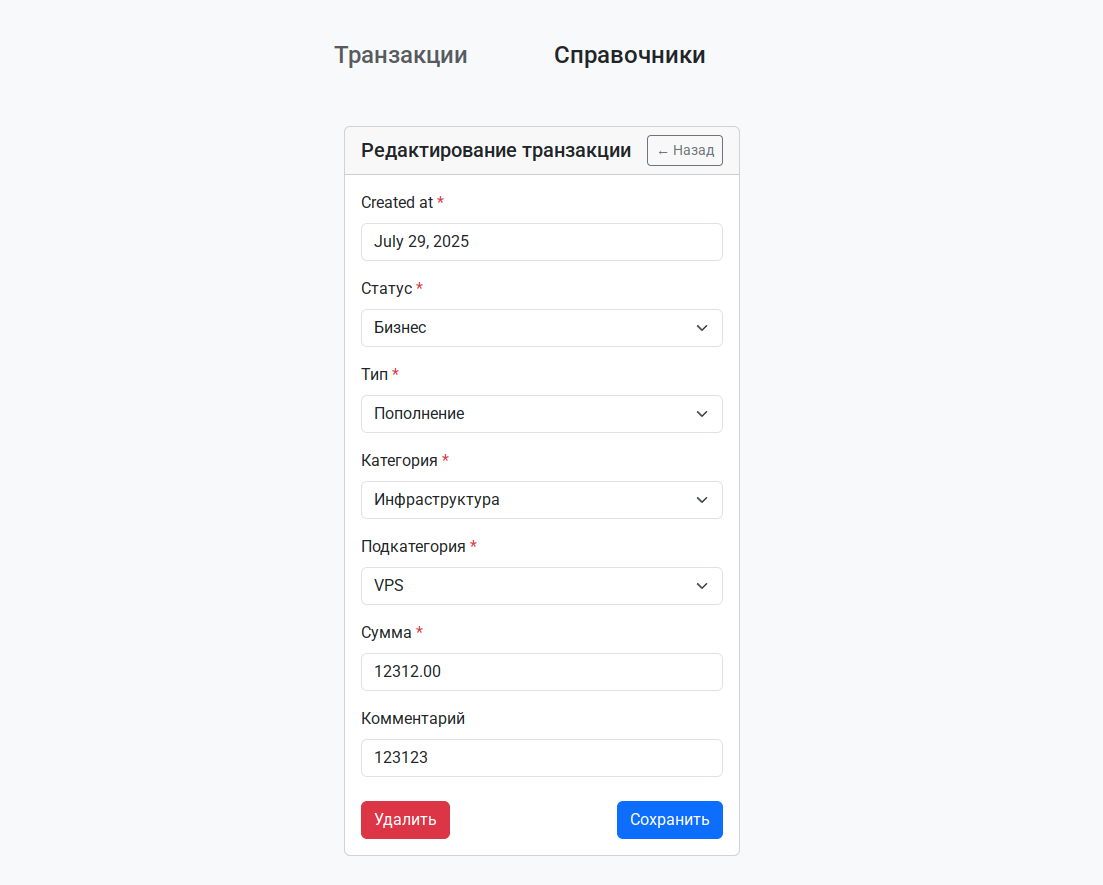 Транзакции Справочники
Редактирование транзакции ← Назад
Created at *
July 29, 2025
Статус *
Бизнес
Тип *
Пополнение
Категория *
Инфраструктура
Подкатегория *
VPS
Сумма *
12312.00
Комментарий
123123
Удалить Сохранить